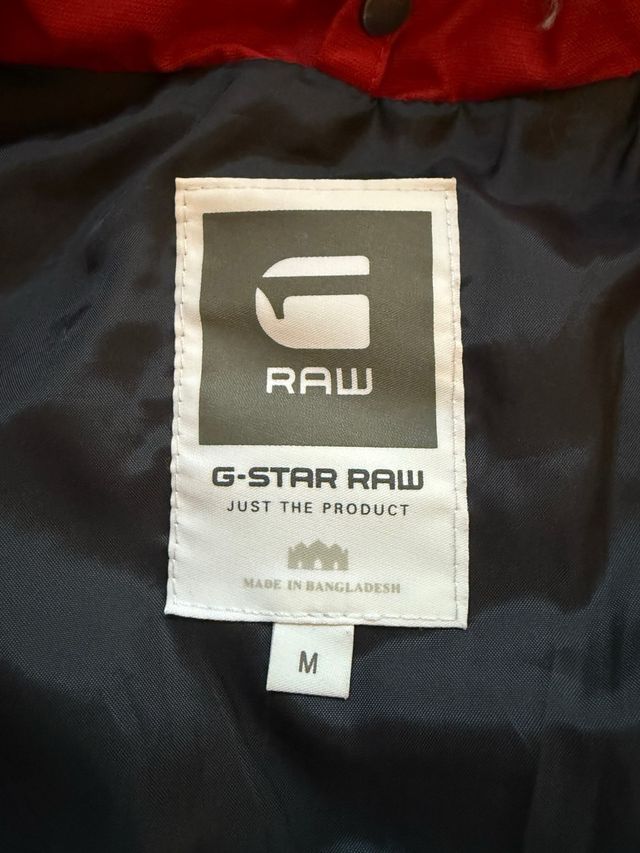 RAW
G-STAR RAW
JUST THE PRODUCT
MADE IN BANGLADESH
M